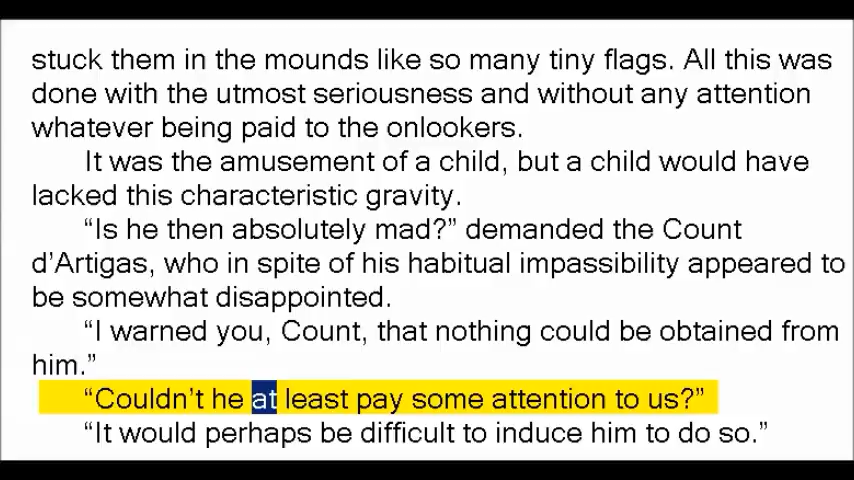 stuck them in the mounds like so many tiny flags. All this was
done with the utmost seriousness and without any attention
whatever being paid to the onlookers.
It was the amusement of a child, but a child would have
lacked this characteristic gravity.
“Is he then absolutely mad?” demanded the Count
d’Artigas, who in spite of his habitual impassibility appeared to
be somewhat disappointed.
“I warned you, Count, that nothing could be obtained from
him.”
“Couldn’t he at least pay some attention to us?”
“It would perhaps be difficult to induce him to do so.”